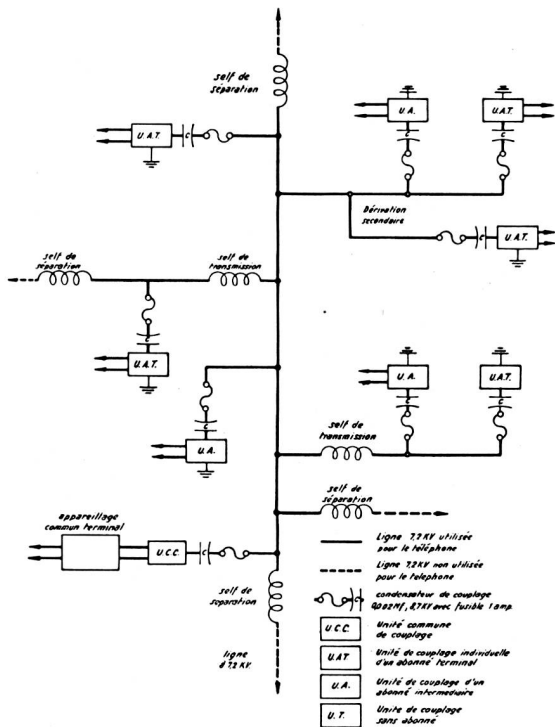 self de
séparation
U.A.T.
C
U.A.
U.A.T.
C
C
Dérivation
secondaire
C
U.A.T.
self de
séparation
self de
transmission
C
U.A.T.
C
U.A.
U.A.
U.A.T.
C
C
self de
transmission
self de
séparation
appareillage
commun terminal
U.C.C.
C
self de
séparation
ligne
d'7,2 KV.
Ligne 7,2 KV utilisée
pour le téléphone
Ligne 7,2 KV non utilisée
pour le telephone
condensateur de couplage
0,002 Mf, 8,7 KV avec fusible 1 amp.
U.C.C.
Unité commune
de couplage
U.A.T
Unité de couplage individuelle
d'un abonné terminal
U.A.
Unité de couplage d'un
abonné intermédiaire
U.T.
Unité de couplage
sans abonné